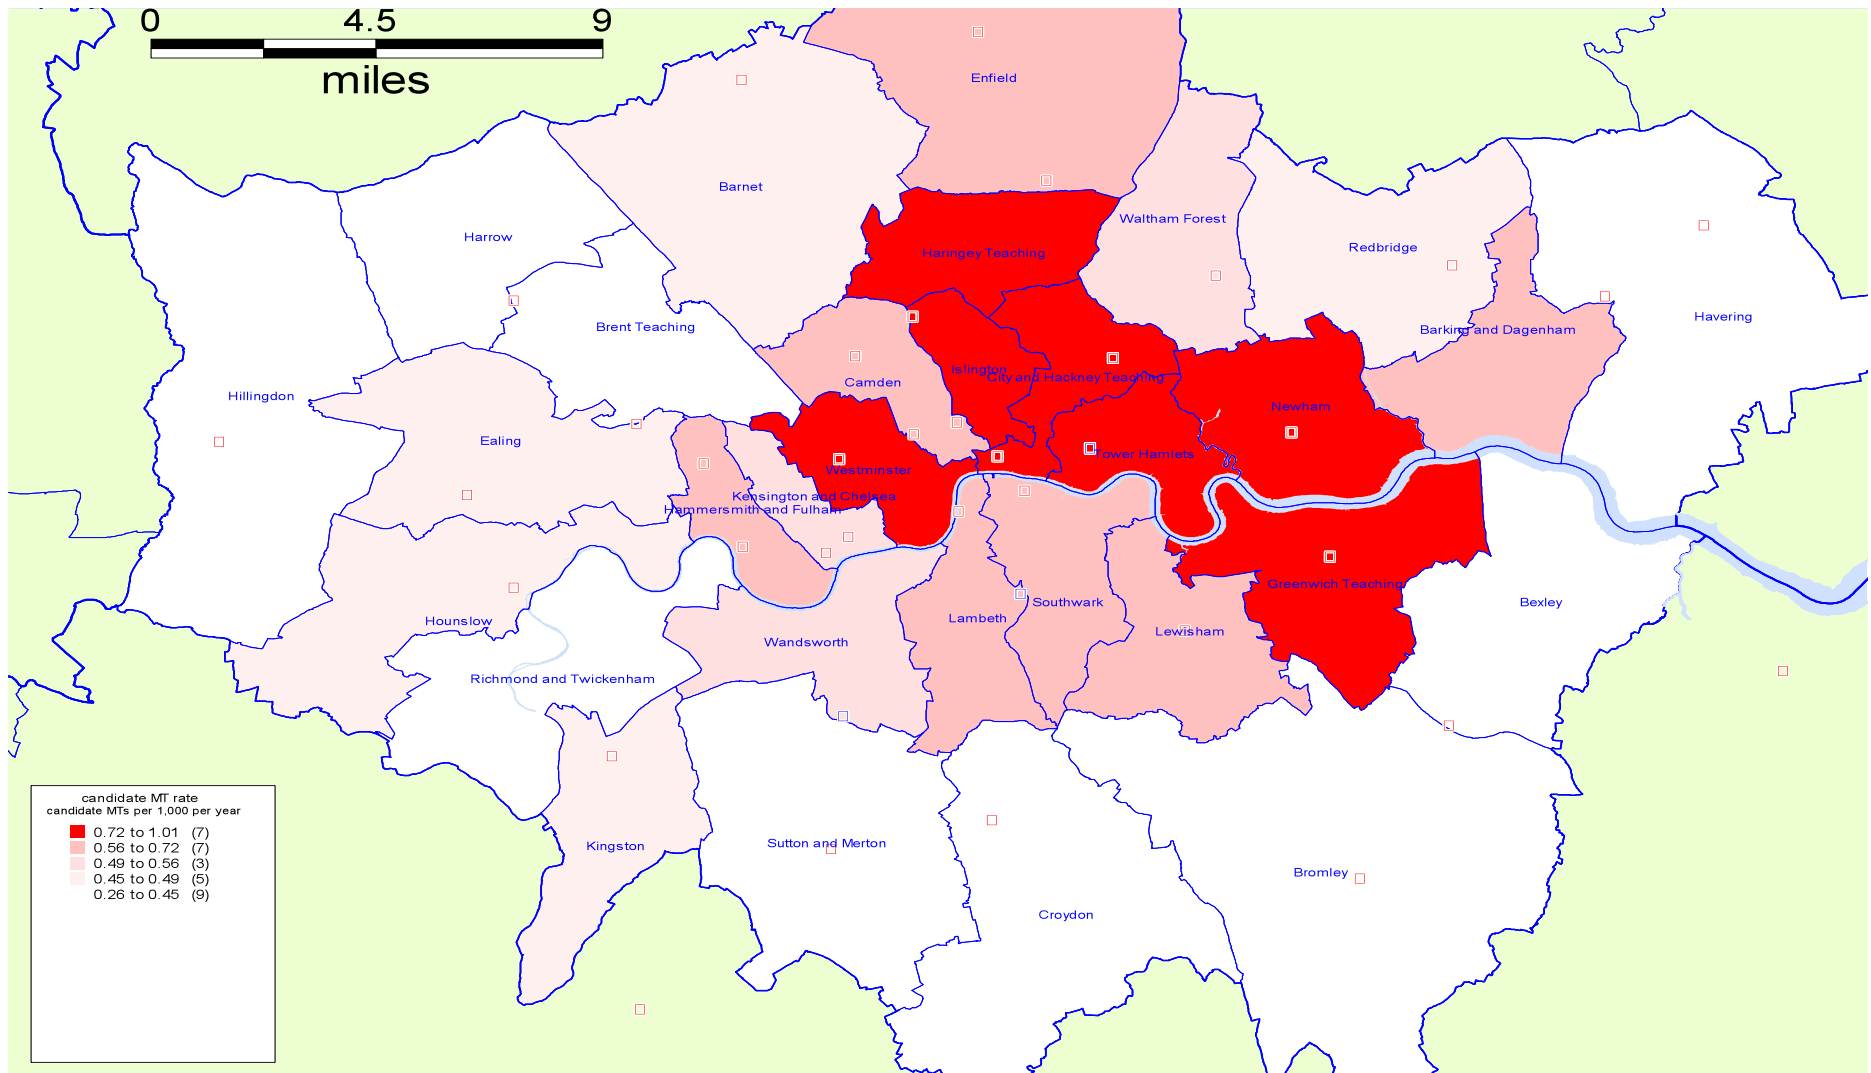 0 4.5 9
miles
Enfield
Barnet
Waltham Forest
Harrow
Redbridge
Haringey Teaching
Havering
Brent Teaching
Barking and Dagenham
Islington
City and Hackney Teaching
Camden
Hillingdon
Newham
Ealing
Tower Hamlets
Westminster
Kensington and Chelsea
Hammersmith and Fulham
Greenwich Teaching
Bexley
Southwark
Lambeth
Hounslow
Lewisham
Wandsworth
Richmond and Twickenham
Kingston
Sutton and Merton
Bromley
Croydon
candidate MT rate
candidate MTs per 1,000 per year
0.72 to 1.01 (7)
0.56 to 0.72 (7)
0.49 to 0.56 (3)
0.45 to 0.49 (5)
0.26 to 0.45 (9)